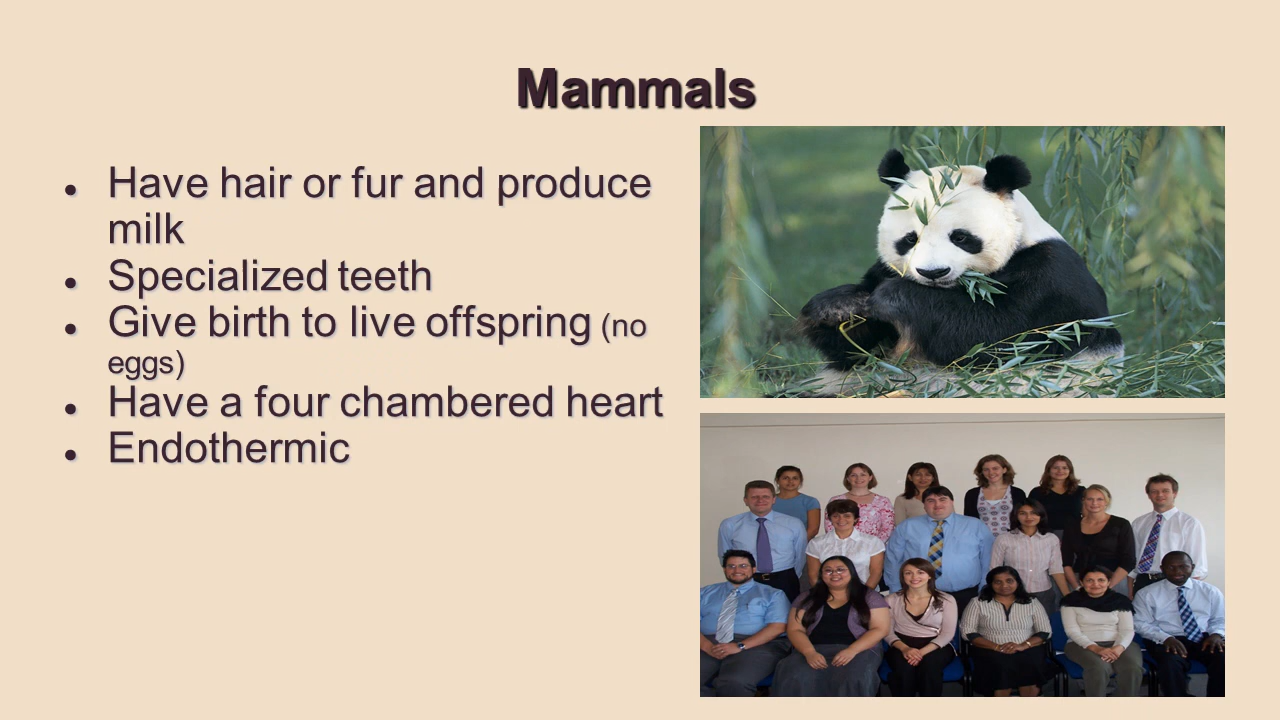 Mammals
● Have hair or fur and produce
milk
● Specialized teeth
● Give birth to live offspring (no
eggs)
● Have a four chambered heart
● Endothermic